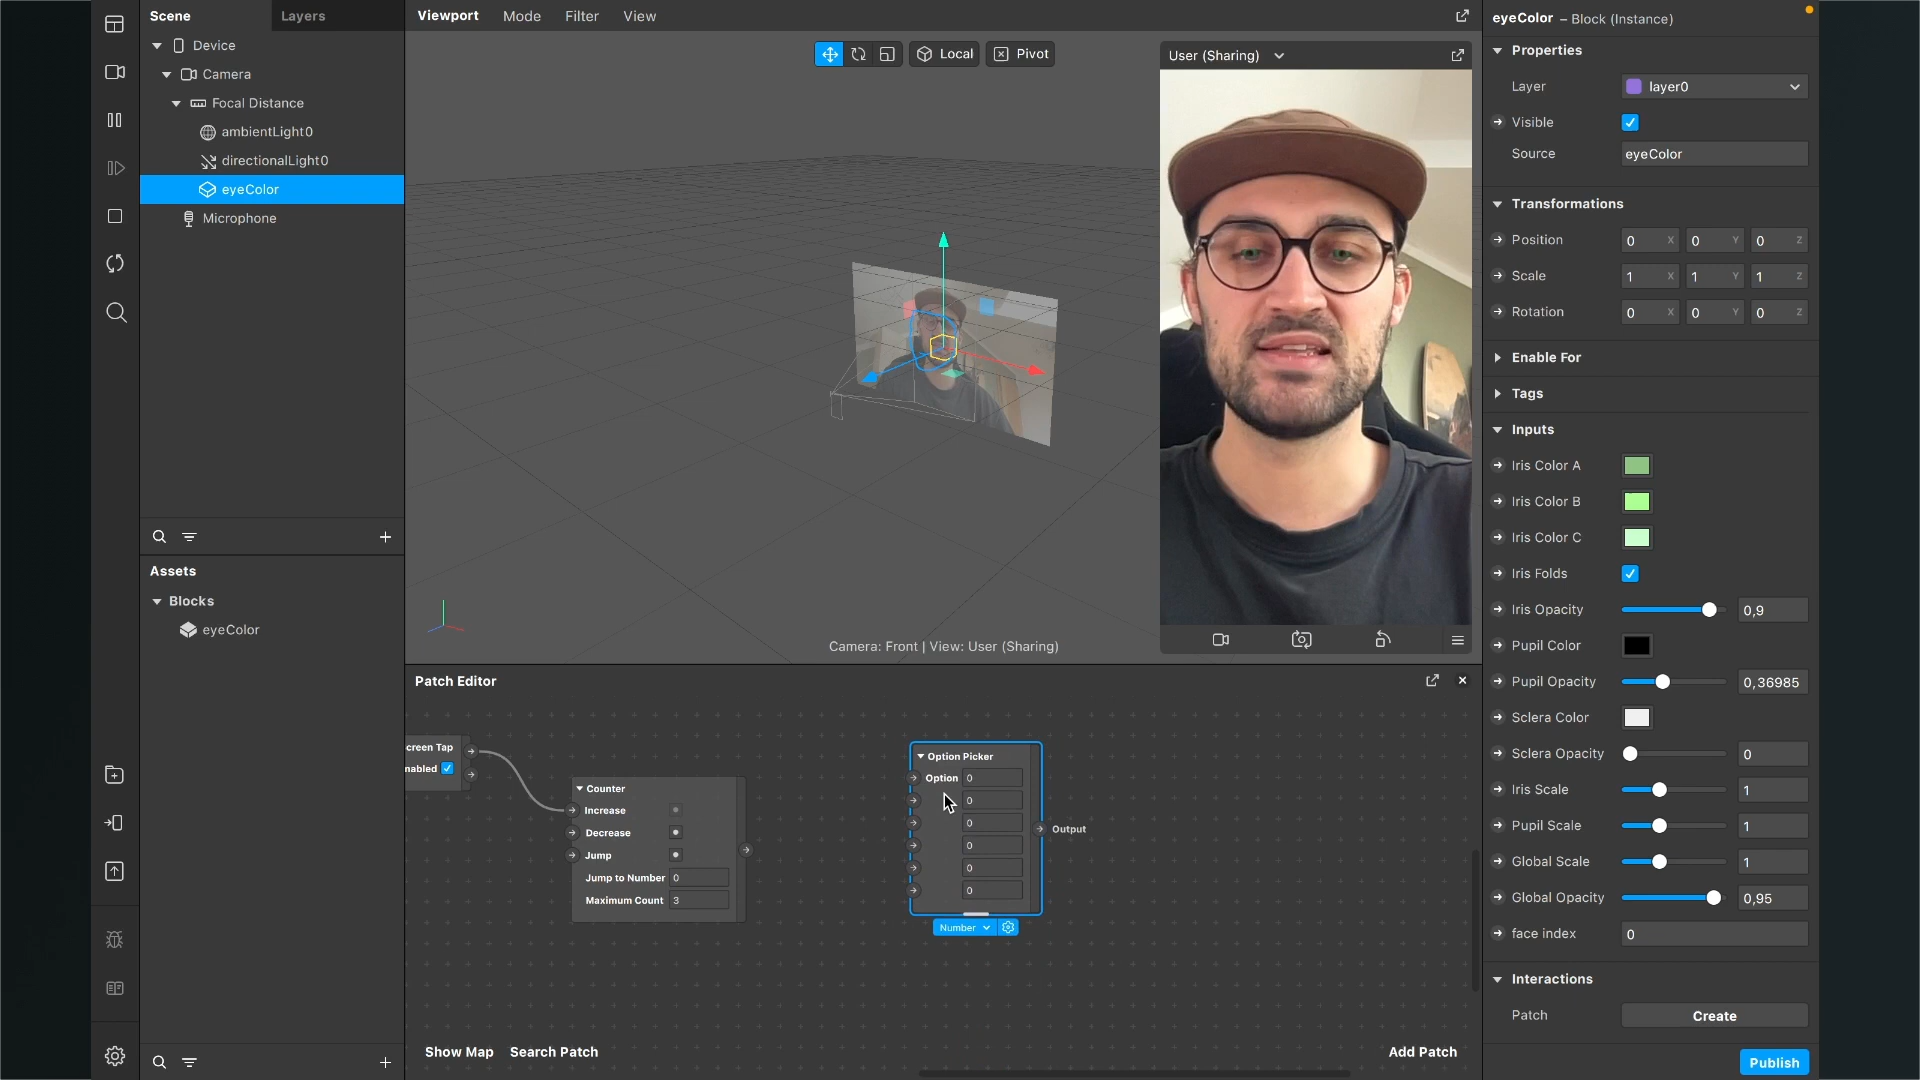 Scene
Layers
Device
Camera
Focal Distance
ambientLight0
directionalLight0
eyeColor
Microphone
Assets
Blocks
eyeColor
Viewport
Mode
Filter
View
Local
Pivot
User (Sharing)
Camera: Front | View: User (Sharing)
Patch Editor
creen Tap
nabled
Counter
Increase
Decrease
Jump
Jump to Number 0
Maximum Count 3
Option Picker
Option 0
0
0
0
0
0
Output
Number
Show Map
Search Patch
Add Patch
eyeColor – Block (Instance)
Properties
Layer layer0
Visible
Source eyeColor
Transformations
Position 0 X 0 Y 0 Z
Scale 1 X 1 Y 1 Z
Rotation 0 X 0 Y 0 Z
Enable For
Tags
Inputs
Iris Color A
Iris Color B
Iris Color C
Iris Folds
Iris Opacity 0,9
Pupil Color
Pupil Opacity 0,36985
Sclera Color
Sclera Opacity 0
Iris Scale 1
Pupil Scale 1
Global Scale 1
Global Opacity 0,95
face index 0
Interactions
Patch Create
Publish